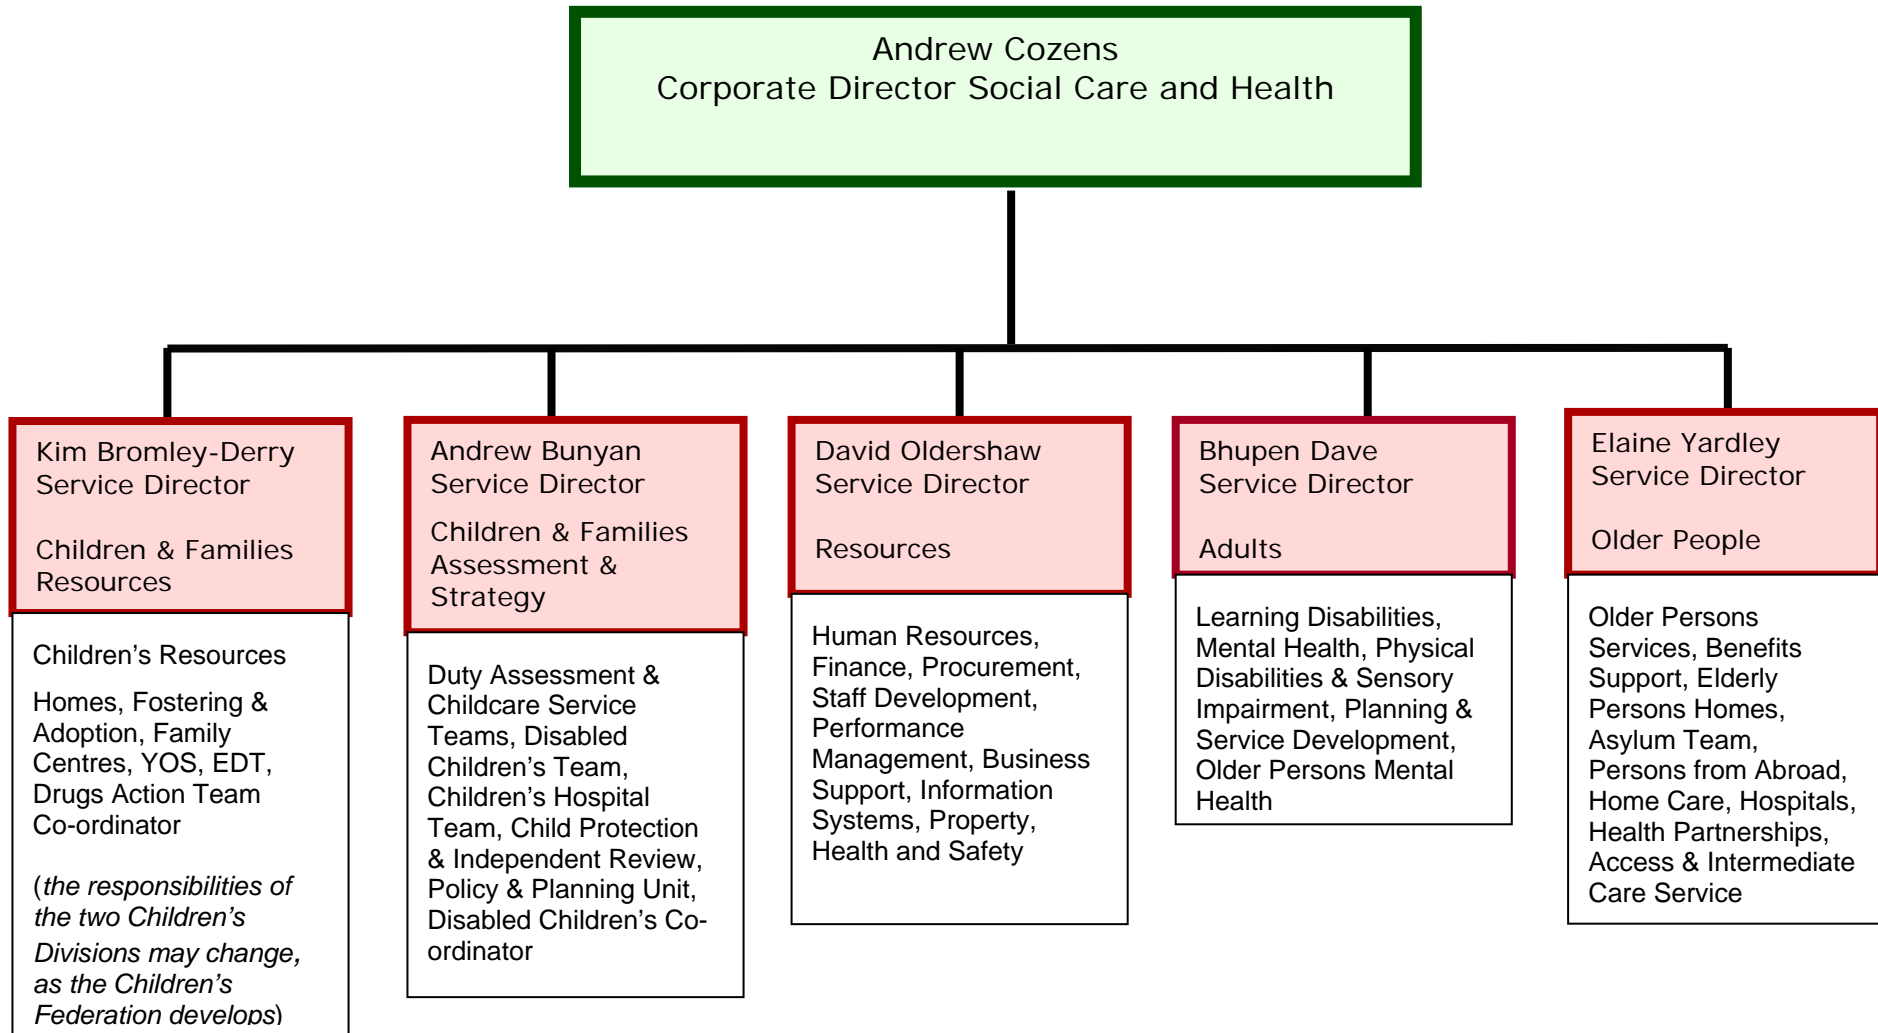 Andrew Cozens
Corporate Director Social Care and Health
Kim Bromley-Derry
Service Director
Children & Families
Resources
Children's Resources
Homes, Fostering &
Adoption, Family
Centres, YOS, EDT,
Drugs Action Team
Co-ordinator
(the responsibilities of
the two Children's
Divisions may change,
as the Children's
Federation develops)
Andrew Bunyan
Service Director
Children & Families
Assessment &
Strategy
Duty Assessment &
Childcare Service
Teams, Disabled
Children's Team,
Children's Hospital
Team, Child Protection
& Independent Review,
Policy & Planning Unit,
Disabled Children's Co-
ordinator
David Oldershaw
Service Director
Resources
Human Resources,
Finance, Procurement,
Staff Development,
Performance
Management, Business
Support, Information
Systems, Property,
Health and Safety
Bhupen Dave
Service Director
Adults
Learning Disabilities,
Mental Health, Physical
Disabilities & Sensory
Impairment, Planning &
Service Development,
Older Persons Mental
Health
Elaine Yardley
Service Director
Older People
Older Persons
Services, Benefits
Support, Elderly
Persons Homes,
Asylum Team,
Persons from Abroad,
Home Care, Hospitals,
Health Partnerships,
Access & Intermediate
Care Service